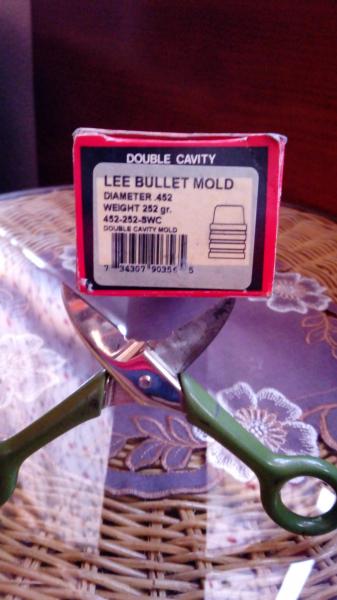 DOUBLE CAVITY
LEE BULLET MOLD
DIAMETER .452
WEIGHT 252 gr.
452-252-SWC
DOUBLE CAVITY MOLD